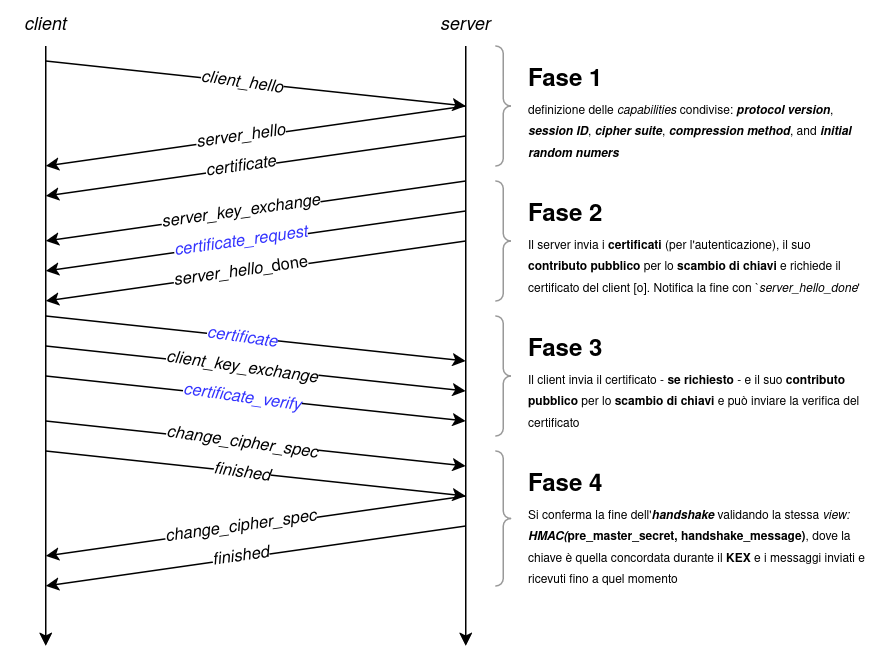 client
server
client_hello
server_hello
certificate
server_key_exchange
certificate_request
server_hello_done
certificate
client_key_exchange
certificate_verify
change_cipher_spec
finished
change_cipher_spec
finished
Fase 1
definizione delle capabilities condivise: protocol version,
session ID, cipher suite, compression method, and initial
random numers
Fase 2
Il server invia i certificati (per l'autenticazione), il suo
contributo pubblico per lo scambio di chiavi e richiede il
certificato del client [o]. Notifica la fine con `server_hello_done'
Fase 3
Il client invia il certificato - se richiesto - e il suo contributo
pubblico per lo scambio di chiavi e può inviare la verifica del
certificato
Fase 4
Si conferma la fine dell'handshake validando la stessa view:
HMAC(pre_master_secret, handshake_message), dove la
chiave è quella concordata durante il KEX e i messaggi inviati e
ricevuti fino a quel momento